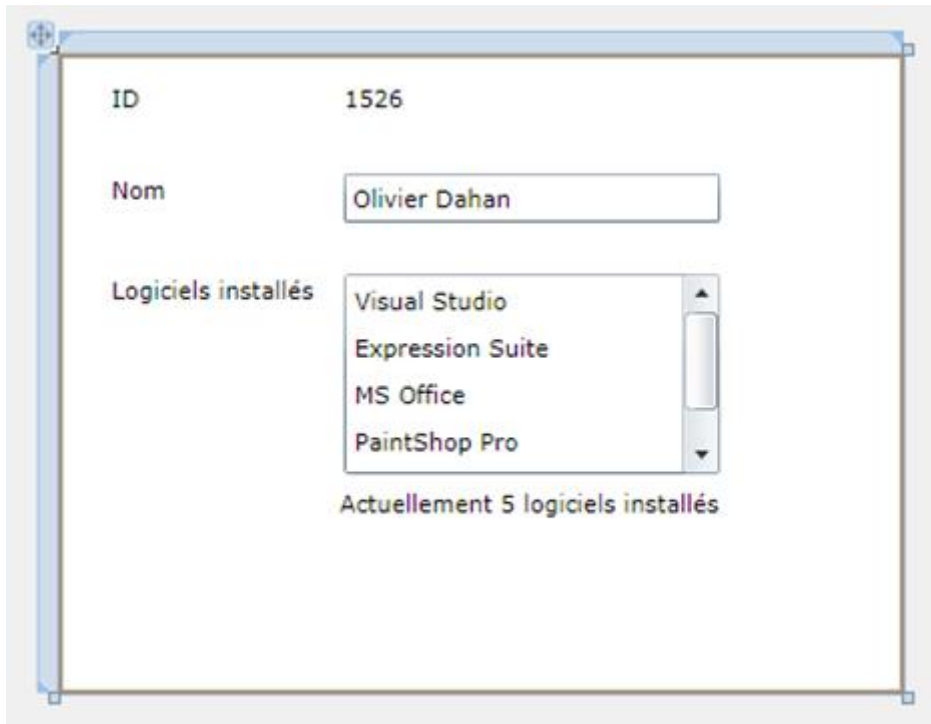 ID 1526
Nom Olivier Dahan
Logiciels installés Visual Studio
Expression Suite
MS Office
PaintShop Pro
Actuellement 5 logiciels installés